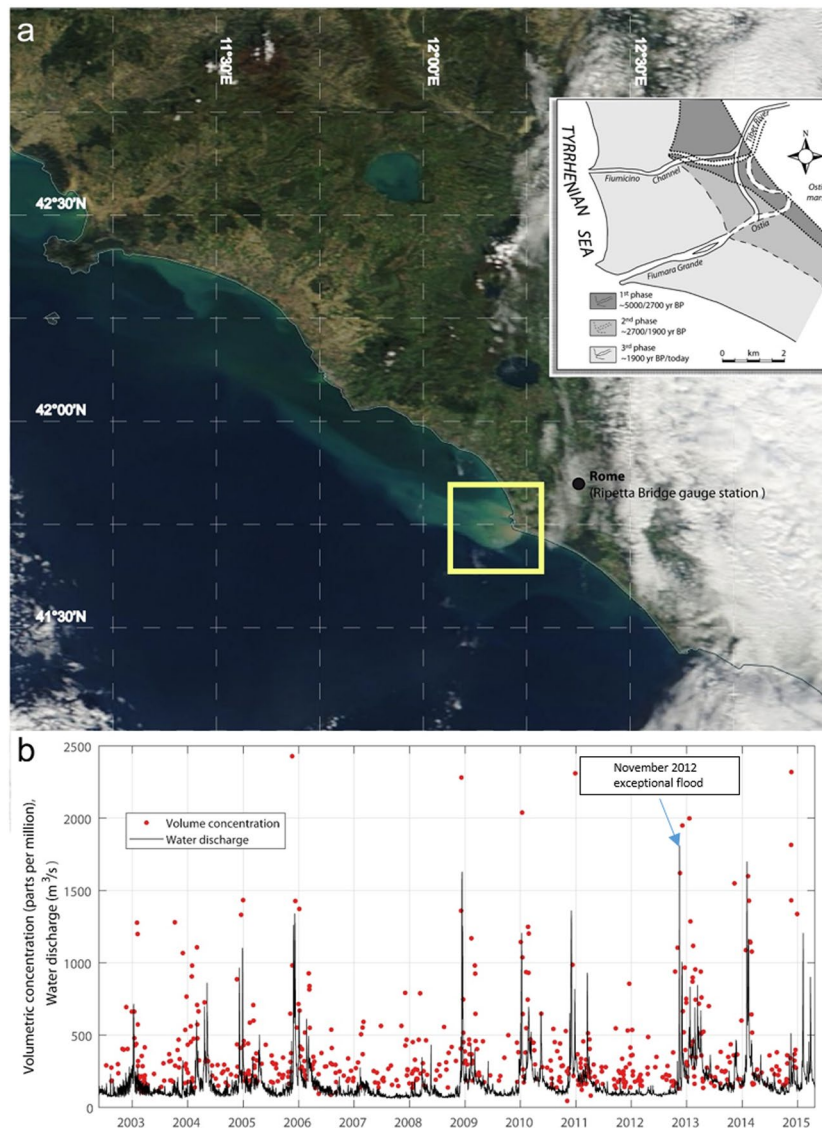 a
11°30'E
12°00'E
12°30'E
42°30'N
42°00'N
41°30'N
TYRRHENIAN SEA
Tiber River
N
Fiumicino
Channel
Ostia
Fiumara Grande
1st phase
~5000/2700 yr BP
2nd phase
~2700/1900 yr BP
3rd phase
~1900 yr BP/today
0 km 2
Rome
(Ripetta Bridge gauge station )
b
Volumetric concentration (parts per million),
Water discharge (m³/s)
2500
2000
1500
1000
500
0
Volume concentration
Water discharge
November 2012
exceptional flood
2003 2004 2005 2006 2007 2008 2009 2010 2011 2012 2013 2014 2015